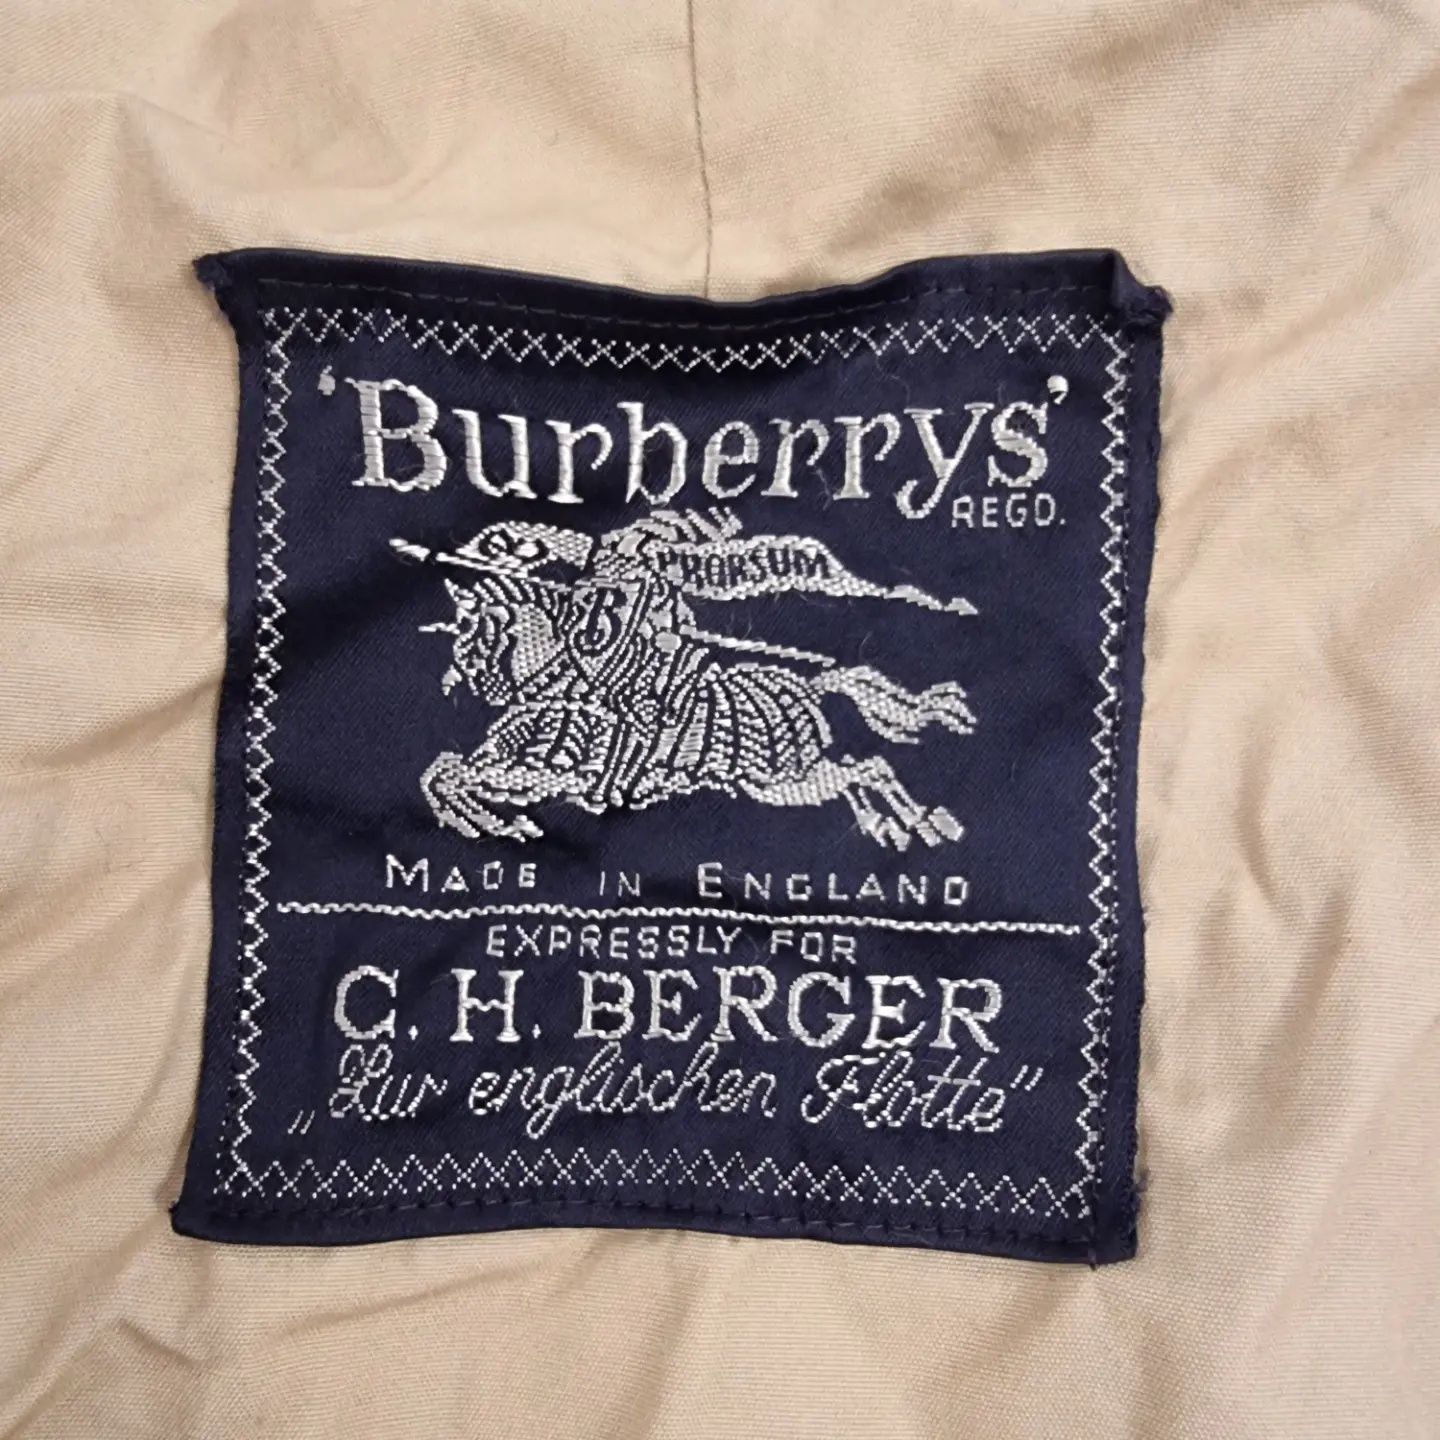 'Burberrys'
REGD.
PRORSUM
MADE IN ENGLAND
EXPRESSLY FOR
C. H. BERGER
„Zur englischen Flotte"